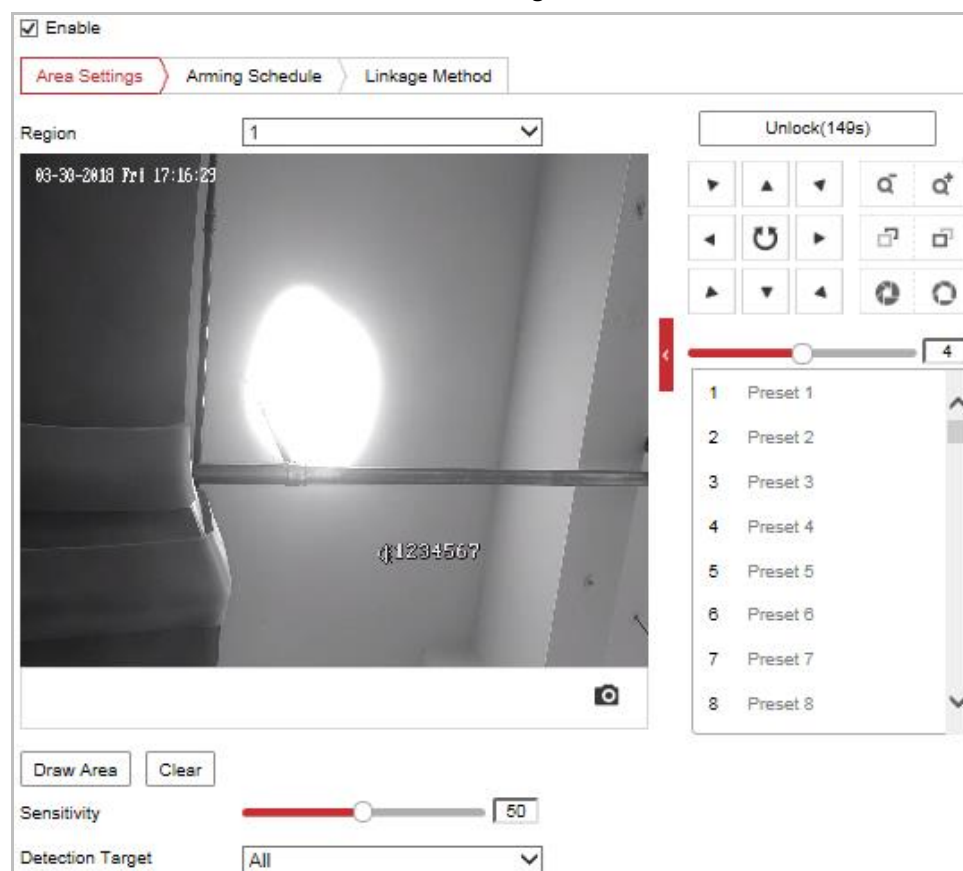 Enable
Area Settings
Arming Schedule
Linkage Method
Region
1
Unlock(149s)
03-30-2018 Fri 17:16:29
1234567
4
1 Preset 1
2 Preset 2
3 Preset 3
4 Preset 4
5 Preset 5
6 Preset 6
7 Preset 7
8 Preset 8
Draw Area
Clear
Sensitivity
50
Detection Target
All